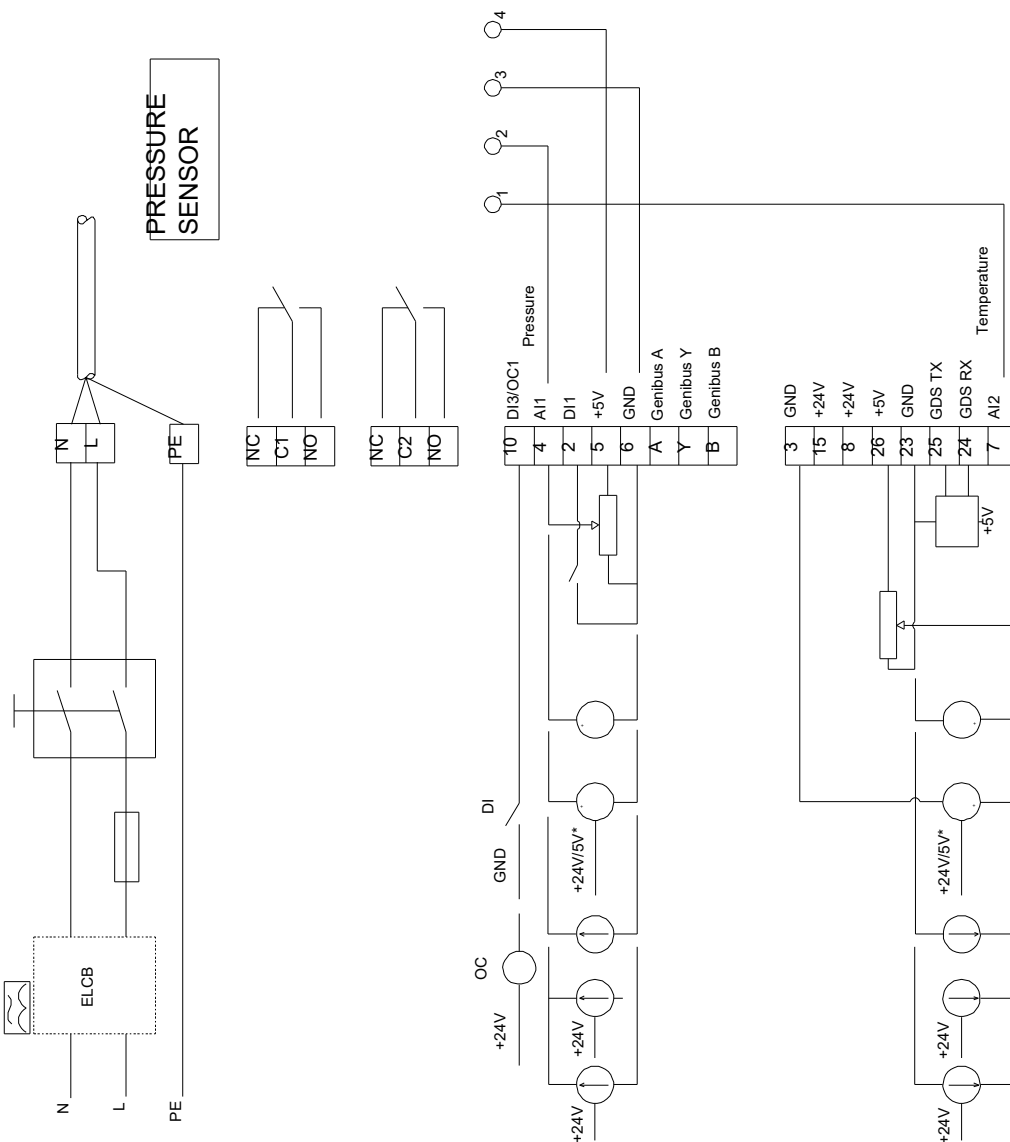 PRESSURE
SENSOR
4
3
2
1
N
L
PE
NC
C1
NO
NC
C2
NO
Pressure
10 DI3/OC1
4 AI1
2 DI1
5 +5V
6 GND
A Genibus A
Y Genibus Y
B Genibus B
Temperature
3 GND
15 +24V
8 +24V
26 +5V
23 GND
25 GDS TX
24 GDS RX
7 AI2
+5V
DI
GND
OC
+24V
+24V/5V*
+24V
+24V
+24V/5V*
+24V
+24V
ELCB
N
L
PE